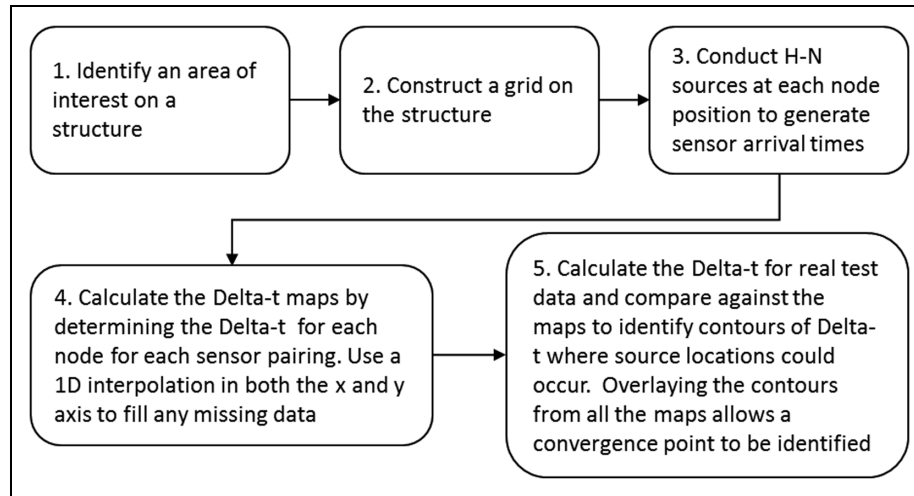 1. Identify an area of
interest on a
structure
2. Construct a grid on
the structure
3. Conduct H-N
sources at each node
position to generate
sensor arrival times
4. Calculate the Delta-t maps by
determining the Delta-t for each
node for each sensor pairing. Use a
1D interpolation in both the x and y
axis to fill any missing data
5. Calculate the Delta-t for real test
data and compare against the
maps to identify contours of Delta-
t where source locations could
occur. Overlaying the contours
from all the maps allows a
convergence point to be identified